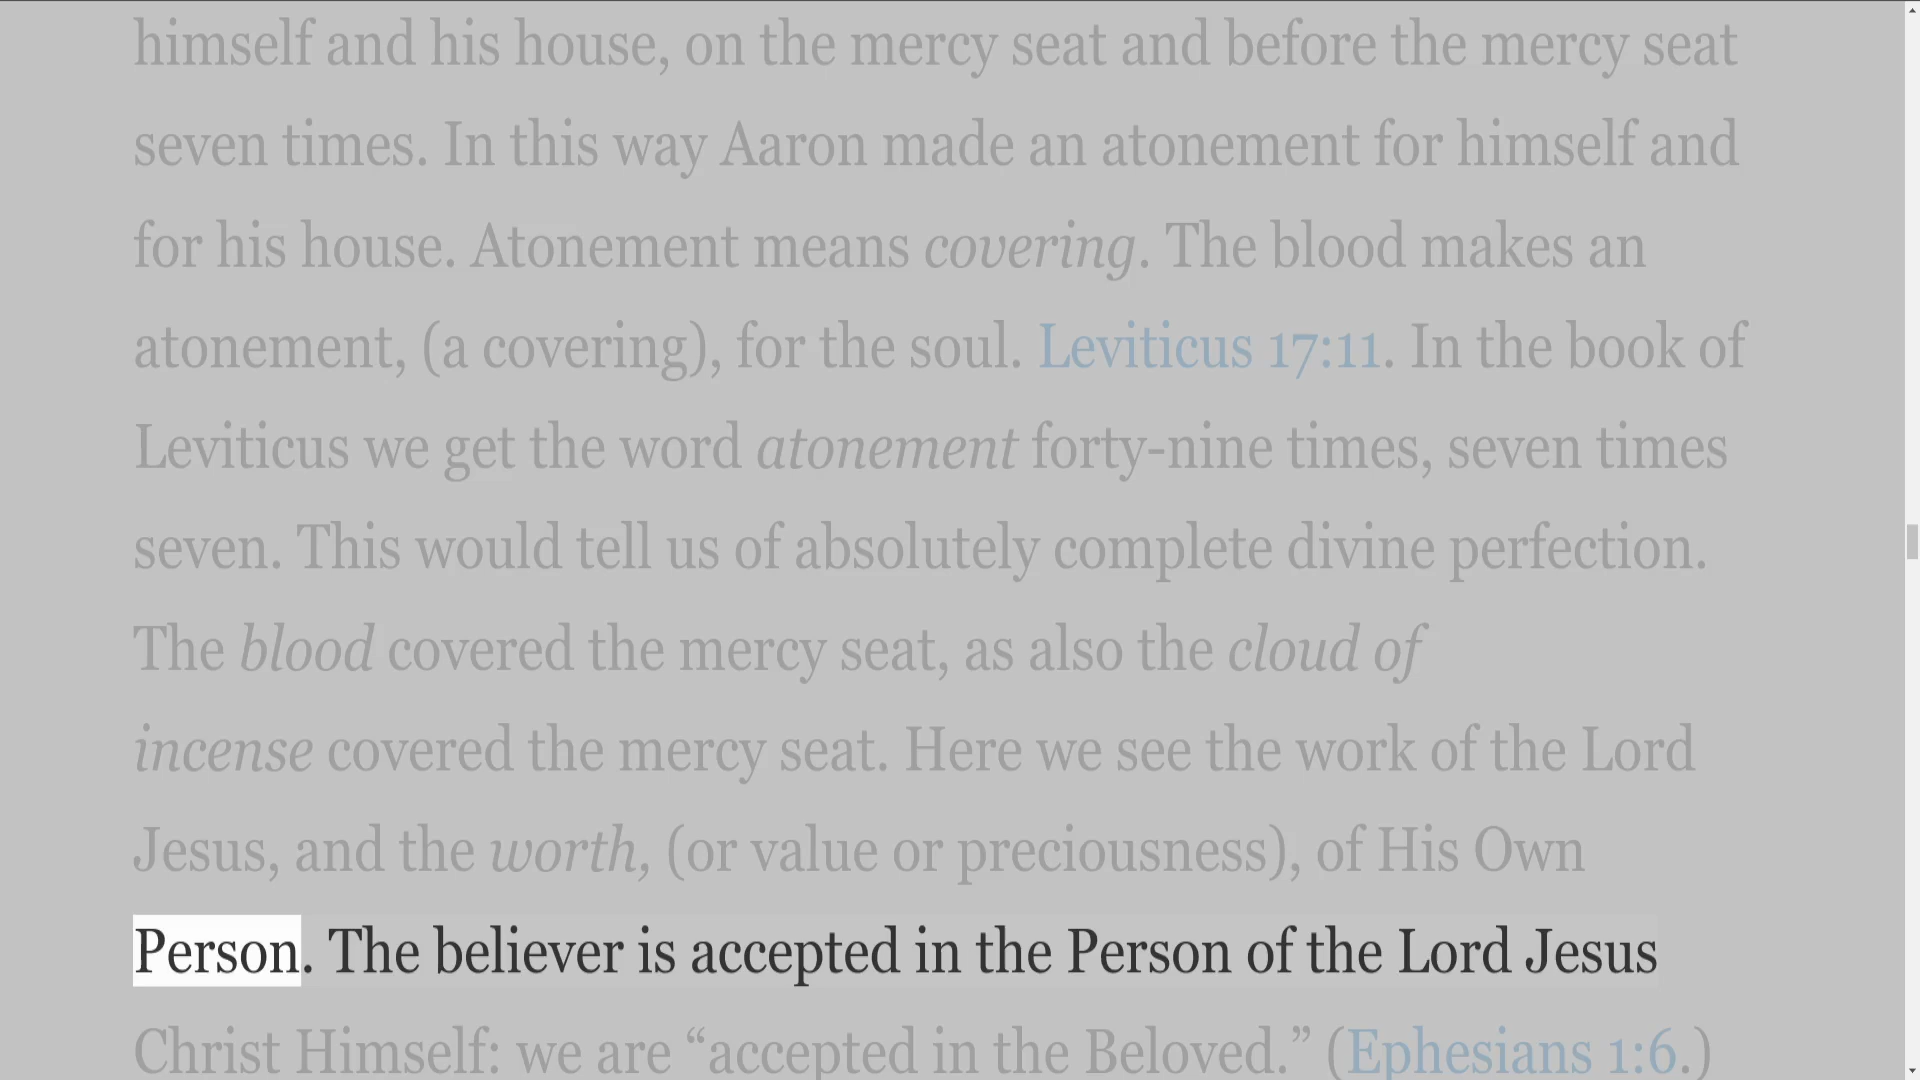 himself and his house, on the mercy seat and before the mercy seat
seven times. In this way Aaron made an atonement for himself and
for his house. Atonement means covering. The blood makes an
atonement, (a covering), for the soul. Leviticus 17:11. In the book of
Leviticus we get the word atonement forty-nine times, seven times
seven. This would tell us of absolutely complete divine perfection.
The blood covered the mercy seat, as also the cloud of
incense covered the mercy seat. Here we see the work of the Lord
Jesus, and the worth, (or value or preciousness), of His Own
Person. The believer is accepted in the Person of the Lord Jesus
Christ Himself: we are “accepted in the Beloved.” (Ephesians 1:6.)